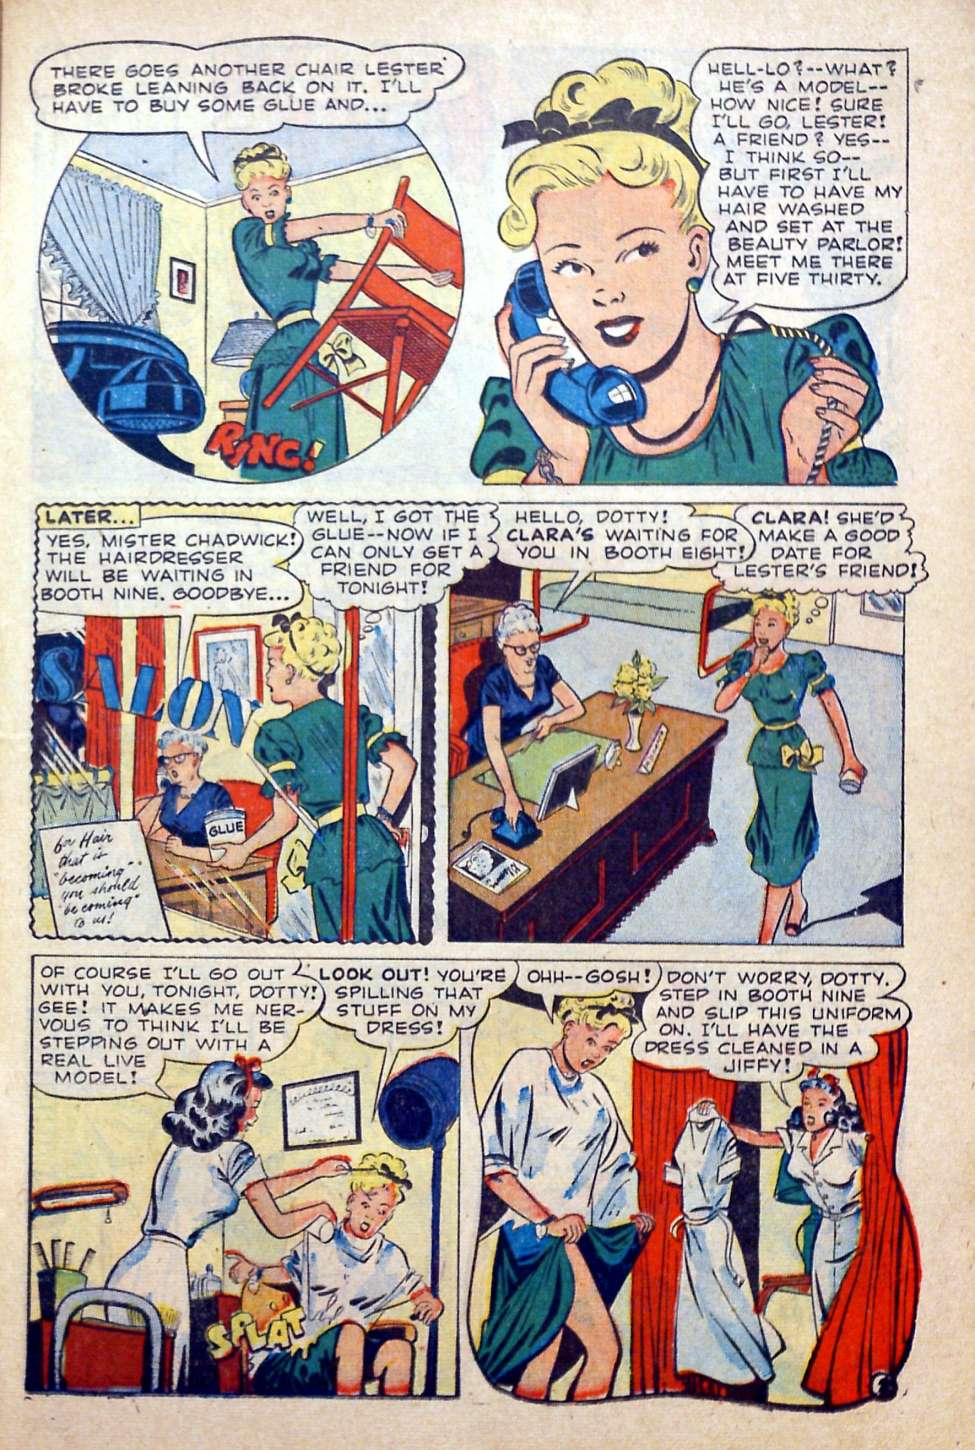 THERE GOES ANOTHER CHAIR LESTER
BROKE LEANING BACK ON IT. I'LL
HAVE TO BUY SOME GLUE AND...
RING!
HELL-LO?--WHAT?
HE'S A MODEL--
HOW NICE! SURE
I'LL GO, LESTER!
A FRIEND? YES--
I THINK SO--
BUT FIRST I'LL
HAVE TO HAVE MY
HAIR WASHED
AND SET AT THE
BEAUTY PARLOR!
MEET ME THERE
AT FIVE THIRTY.
LATER...
YES, MISTER CHADWICK!
THE HAIRDRESSER
WILL BE WAITING IN
BOOTH NINE. GOODBYE...
WELL, I GOT THE
GLUE--NOW IF I
CAN ONLY GET A
FRIEND FOR
TONIGHT!
SALON
GLUE
for Hair
that is
"becoming"..
you should
"be coming"
to us!
HELLO, DOTTY!
CLARA'S WAITING FOR
YOU IN BOOTH EIGHT!
CLARA! SHE'D
MAKE A GOOD
DATE FOR
LESTER'S FRIEND!
OF COURSE I'LL GO OUT
WITH YOU, TONIGHT, DOTTY!
GEE! IT MAKES ME NER-
VOUS TO THINK I'LL BE
STEPPING OUT WITH A
REAL LIVE
MODEL!
LOOK OUT! YOU'RE
SPILLING THAT
STUFF ON MY
DRESS!
SPLAT
OHH--GOSH!
DON'T WORRY, DOTTY.
STEP IN BOOTH NINE
AND SLIP THIS UNIFORM
ON. I'LL HAVE THE
DRESS CLEANED IN A
JIFFY!